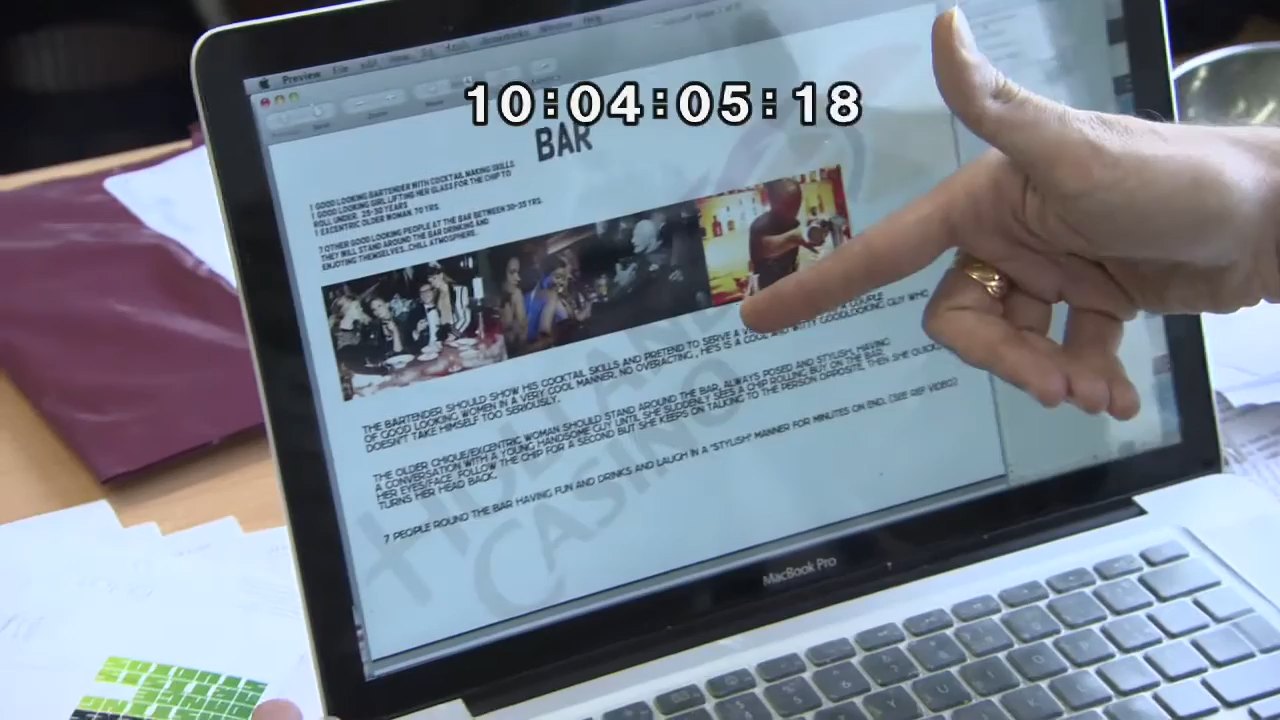 Preview
10:04:05:18
BAR
1 GOOD LOOKING BARTENDER WITH COCKTAIL MAKING SKILLS
1 GOOD LOOKING GIRL LIFTING HER GLASS FOR THE CHIP TO
ROLL UNDER. 25-30 YEARS
1 EXCENTRIC OLDER WOMAN 70 YRS.
7 OTHER GOOD LOOKING PEOPLE AT THE BAR BETWEEN 30-35 YRS.
THEY WILL STAND AROUND THE BAR DRINKING AND
ENJOYING THEMSELVES...CHILL ATMOSPHERE.
THE BARTENDER SHOULD SHOW HIS COCKTAIL SKILLS AND PRETEND TO SERVE A COUPLE
OF GOOD LOOKING WOMEN IN A VERY COOL MANNER, NO OVERACTING, HE'S A COOL AND WITTY GOODLOOKING GUY WHO
DOESN'T TAKE HIMSELF TOO SERIOUSLY.
THE OLDER CHIQUE/EXCENTRIC WOMAN SHOULD STAND AROUND THE BAR, ALWAYS POSED AND STYLISH, HAVING
A CONVERSATION WITH A YOUNG HANDSOME GUY UNTIL SHE SUDDENLY SEES A CHIP ROLLING BUY ON THE BAR.
HER EYES/FACE FOLLOW THE CHIP FOR A SECOND BUT SHE KEEPS ON TALKING TO THE PERSON OPPOSITE, THEN SHE
TURNS HER HEAD BACK.
7 PEOPLE ROUND THE BAR HAVING FUN AND DRINKS AND LAUGH IN A "STYLISH" MANNER FOR MINUTES ON END. (SEE REF VIDEO)
HOLLAND
CASINO
MacBook Pro